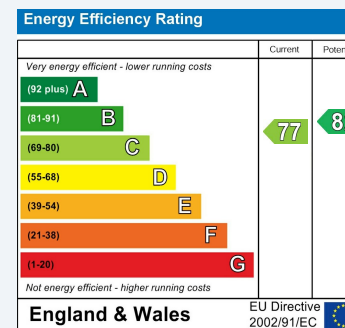 Energy Efficiency Rating
Current Poten
Very energy efficient - lower running costs
(92 plus) A
(81-91) B
(69-80) C
(55-68) D
(39-54) E
(21-38) F
(1-20) G
77
8
Not energy efficient - higher running costs
England & Wales
EU Directive
2002/91/EC